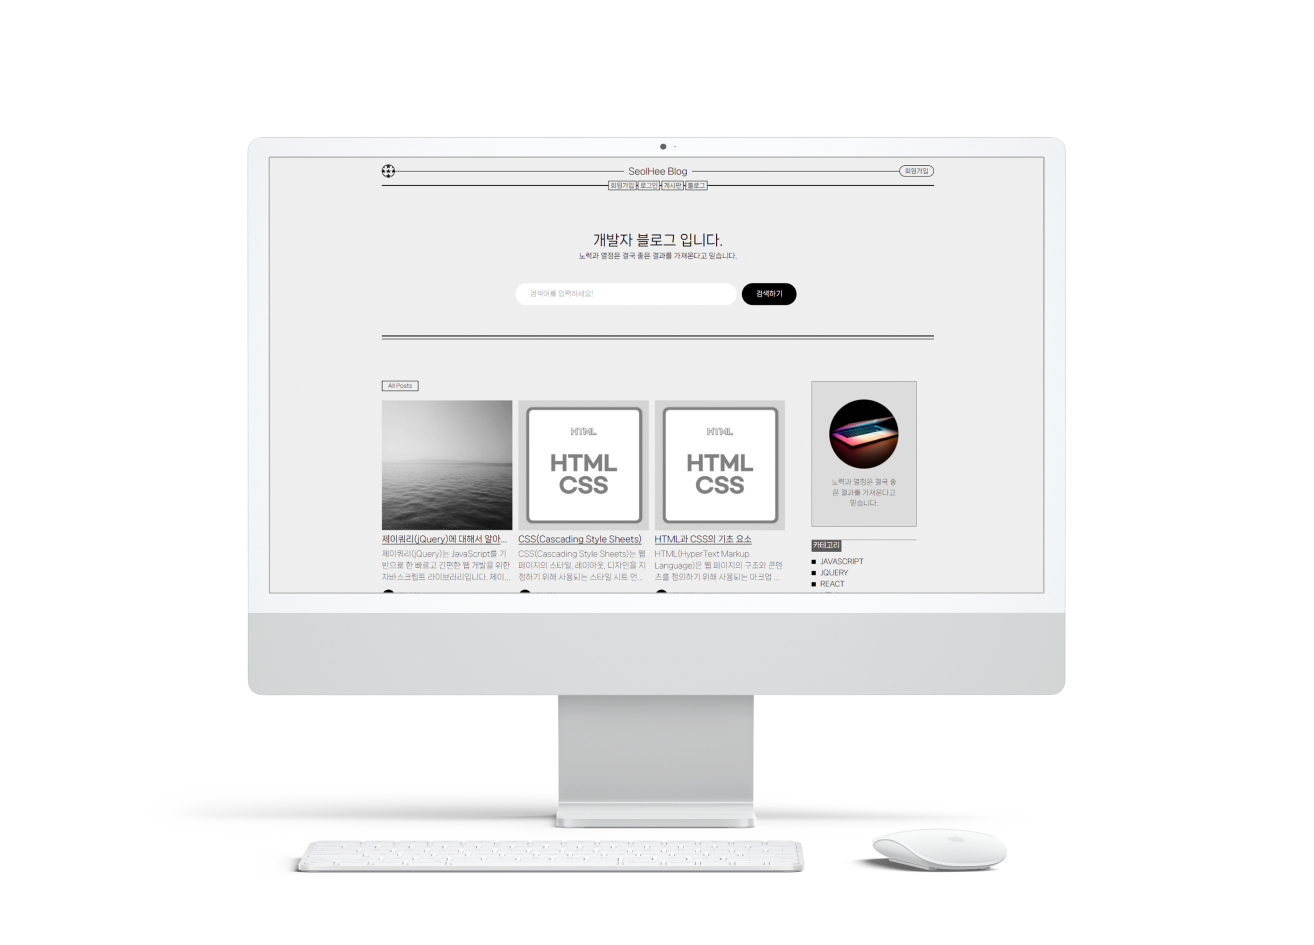 SeolHee Blog
회원가입
회원가입 로그인 게시판 블로그
개발자 블로그 입니다.
노력과 열정은 결국 좋은 결과를 가져온다고 믿습니다.
검색어를 입력하세요!
검색하기
All Posts
HTML
HTML
CSS
HTML
HTML
CSS
제이쿼리(jQuery)에 대해서 알아...
제이쿼리(jQuery)는 JavaScript를 기
반으로 한 빠르고 간편한 웹 개발을 위한
자바스크립트 라이브러리입니다. 제이...
CSS(Cascading Style Sheets)
CSS(Cascading Style Sheets)는 웹
페이지의 스타일, 레이아웃, 디자인을 지
정하기 위해 사용되는 스타일 시트 언...
HTML과 CSS의 기초 요소
HTML(HyperText Markup
Language)은 웹 페이지의 구조와 콘텐
츠를 정의하기 위해 사용되는 마크업 ...
노력과 열정은 결국 좋
은 결과를 가져온다고
믿습니다.
카테고리
JAVASCRIPT
JQUERY
REACT